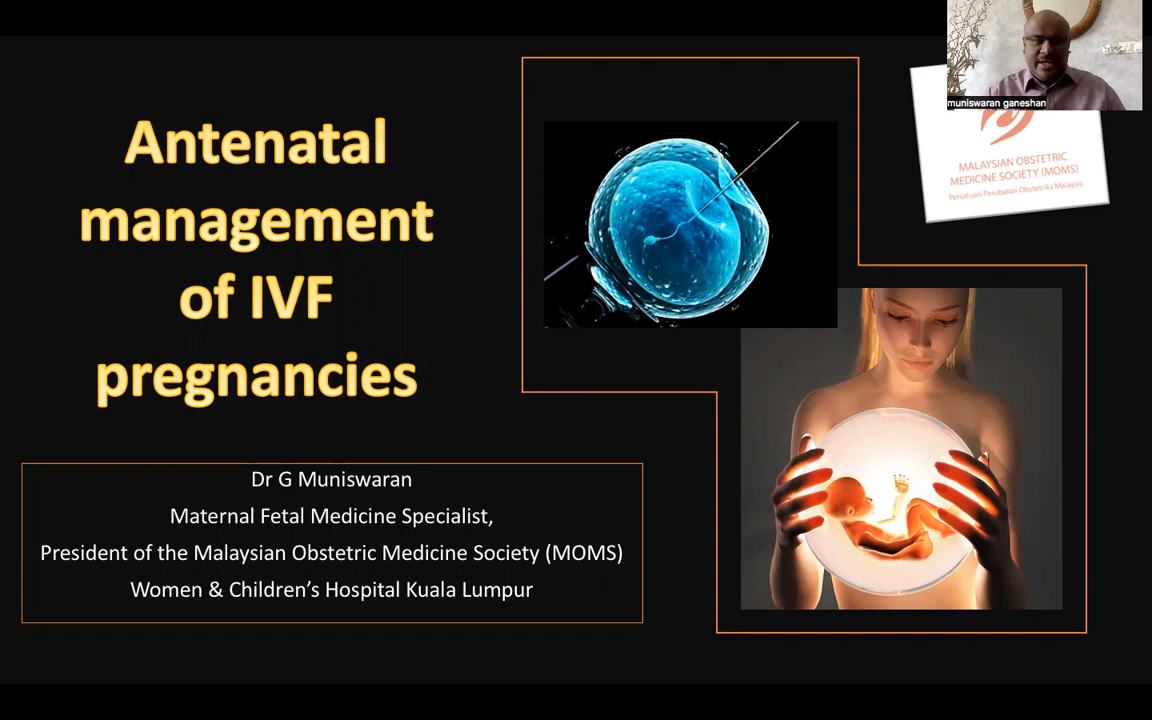 Antenatal
management
of IVF
pregnancies
Dr G Muniswaran
Maternal Fetal Medicine Specialist,
President of the Malaysian Obstetric Medicine Society (MOMS)
Women & Children’s Hospital Kuala Lumpur
muniswaran ganeshan
MALAYSIAN OBSTETRIC
MEDICINE SOCIETY (MOMS)
Persatuan Perubatan Obstetriks Malaysia